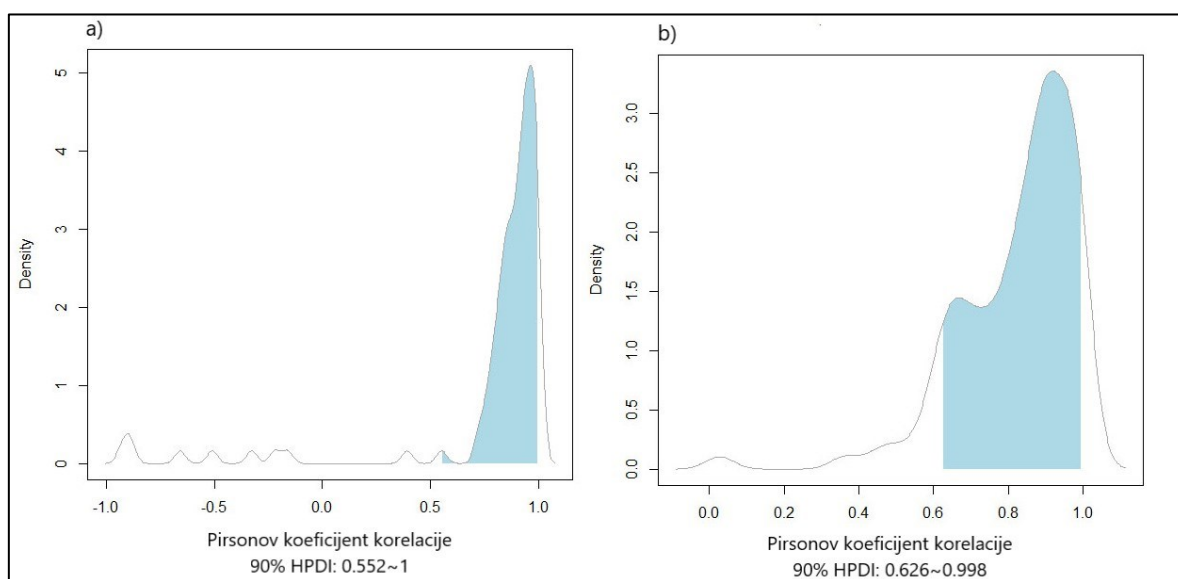 a)
5
4
3
2
1
0
Density
-1.0 -0.5 0.0 0.5 1.0
Pirsonov koeficijent korelacije
90% HPDI: 0.552~1
b)
3.0
2.5
2.0
1.5
1.0
0.5
0.0
Density
0.0 0.2 0.4 0.6 0.8 1.0
Pirsonov koeficijent korelacije
90% HPDI: 0.626~0.998